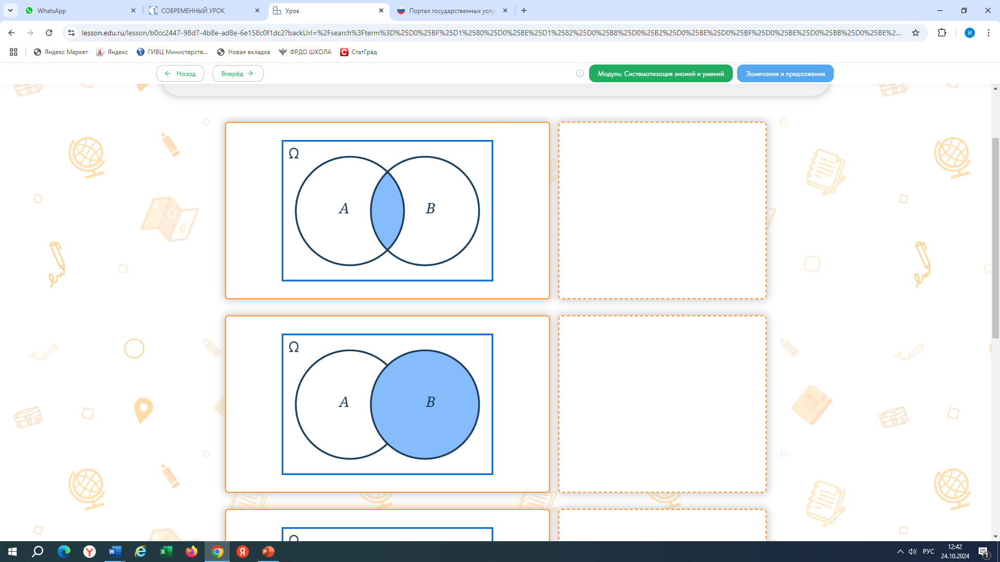 WhatsApp
СОВРЕМЕННЫЙ УРОК
Урок
Портал государственных услу
lesson.edu.ru/lesson/b0cc2447-98d7-4b8e-ad8e-6e158c0f1dc2?backUrl=%2Fsearch%3Fterm%3D%25D0%25BF%25D1%2580%25D0%25BE%25D1%2582%25D0%25B8%25D0%25B2%25D0%25BE%25D0%25BF%25D0%25BE%25D0%25BB%25D0%25BE%2...
И
Яндекс Маркет
Яндекс
ГИВЦ Министерств...
Новая вкладка
ФРДО ШКОЛА
СтатГрад
Назад
Вперёд
Модуль: Систематизация знаний и умений
Замечания и предложения
Ω
A
B
Ω
A
B
Ω
РУС
12:42
24.10.2024
1